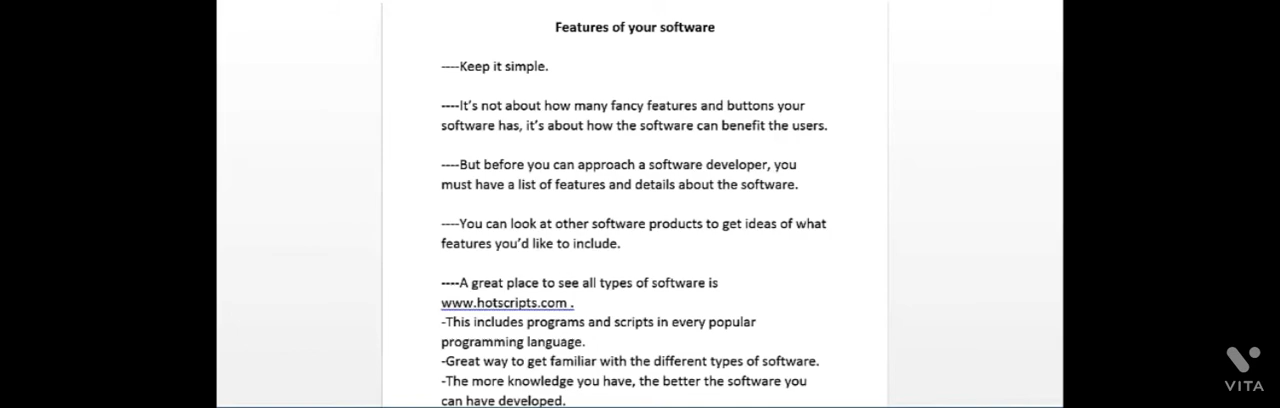 Features of your software
----Keep it simple.
----It's not about how many fancy features and buttons your
software has, it's about how the software can benefit the users.
----But before you can approach a software developer, you
must have a list of features and details about the software.
----You can look at other software products to get ideas of what
features you'd like to include.
----A great place to see all types of software is
www.hotscripts.com .
-This includes programs and scripts in every popular
programming language.
-Great way to get familiar with the different types of software.
-The more knowledge you have, the better the software you
can have developed.
VITA